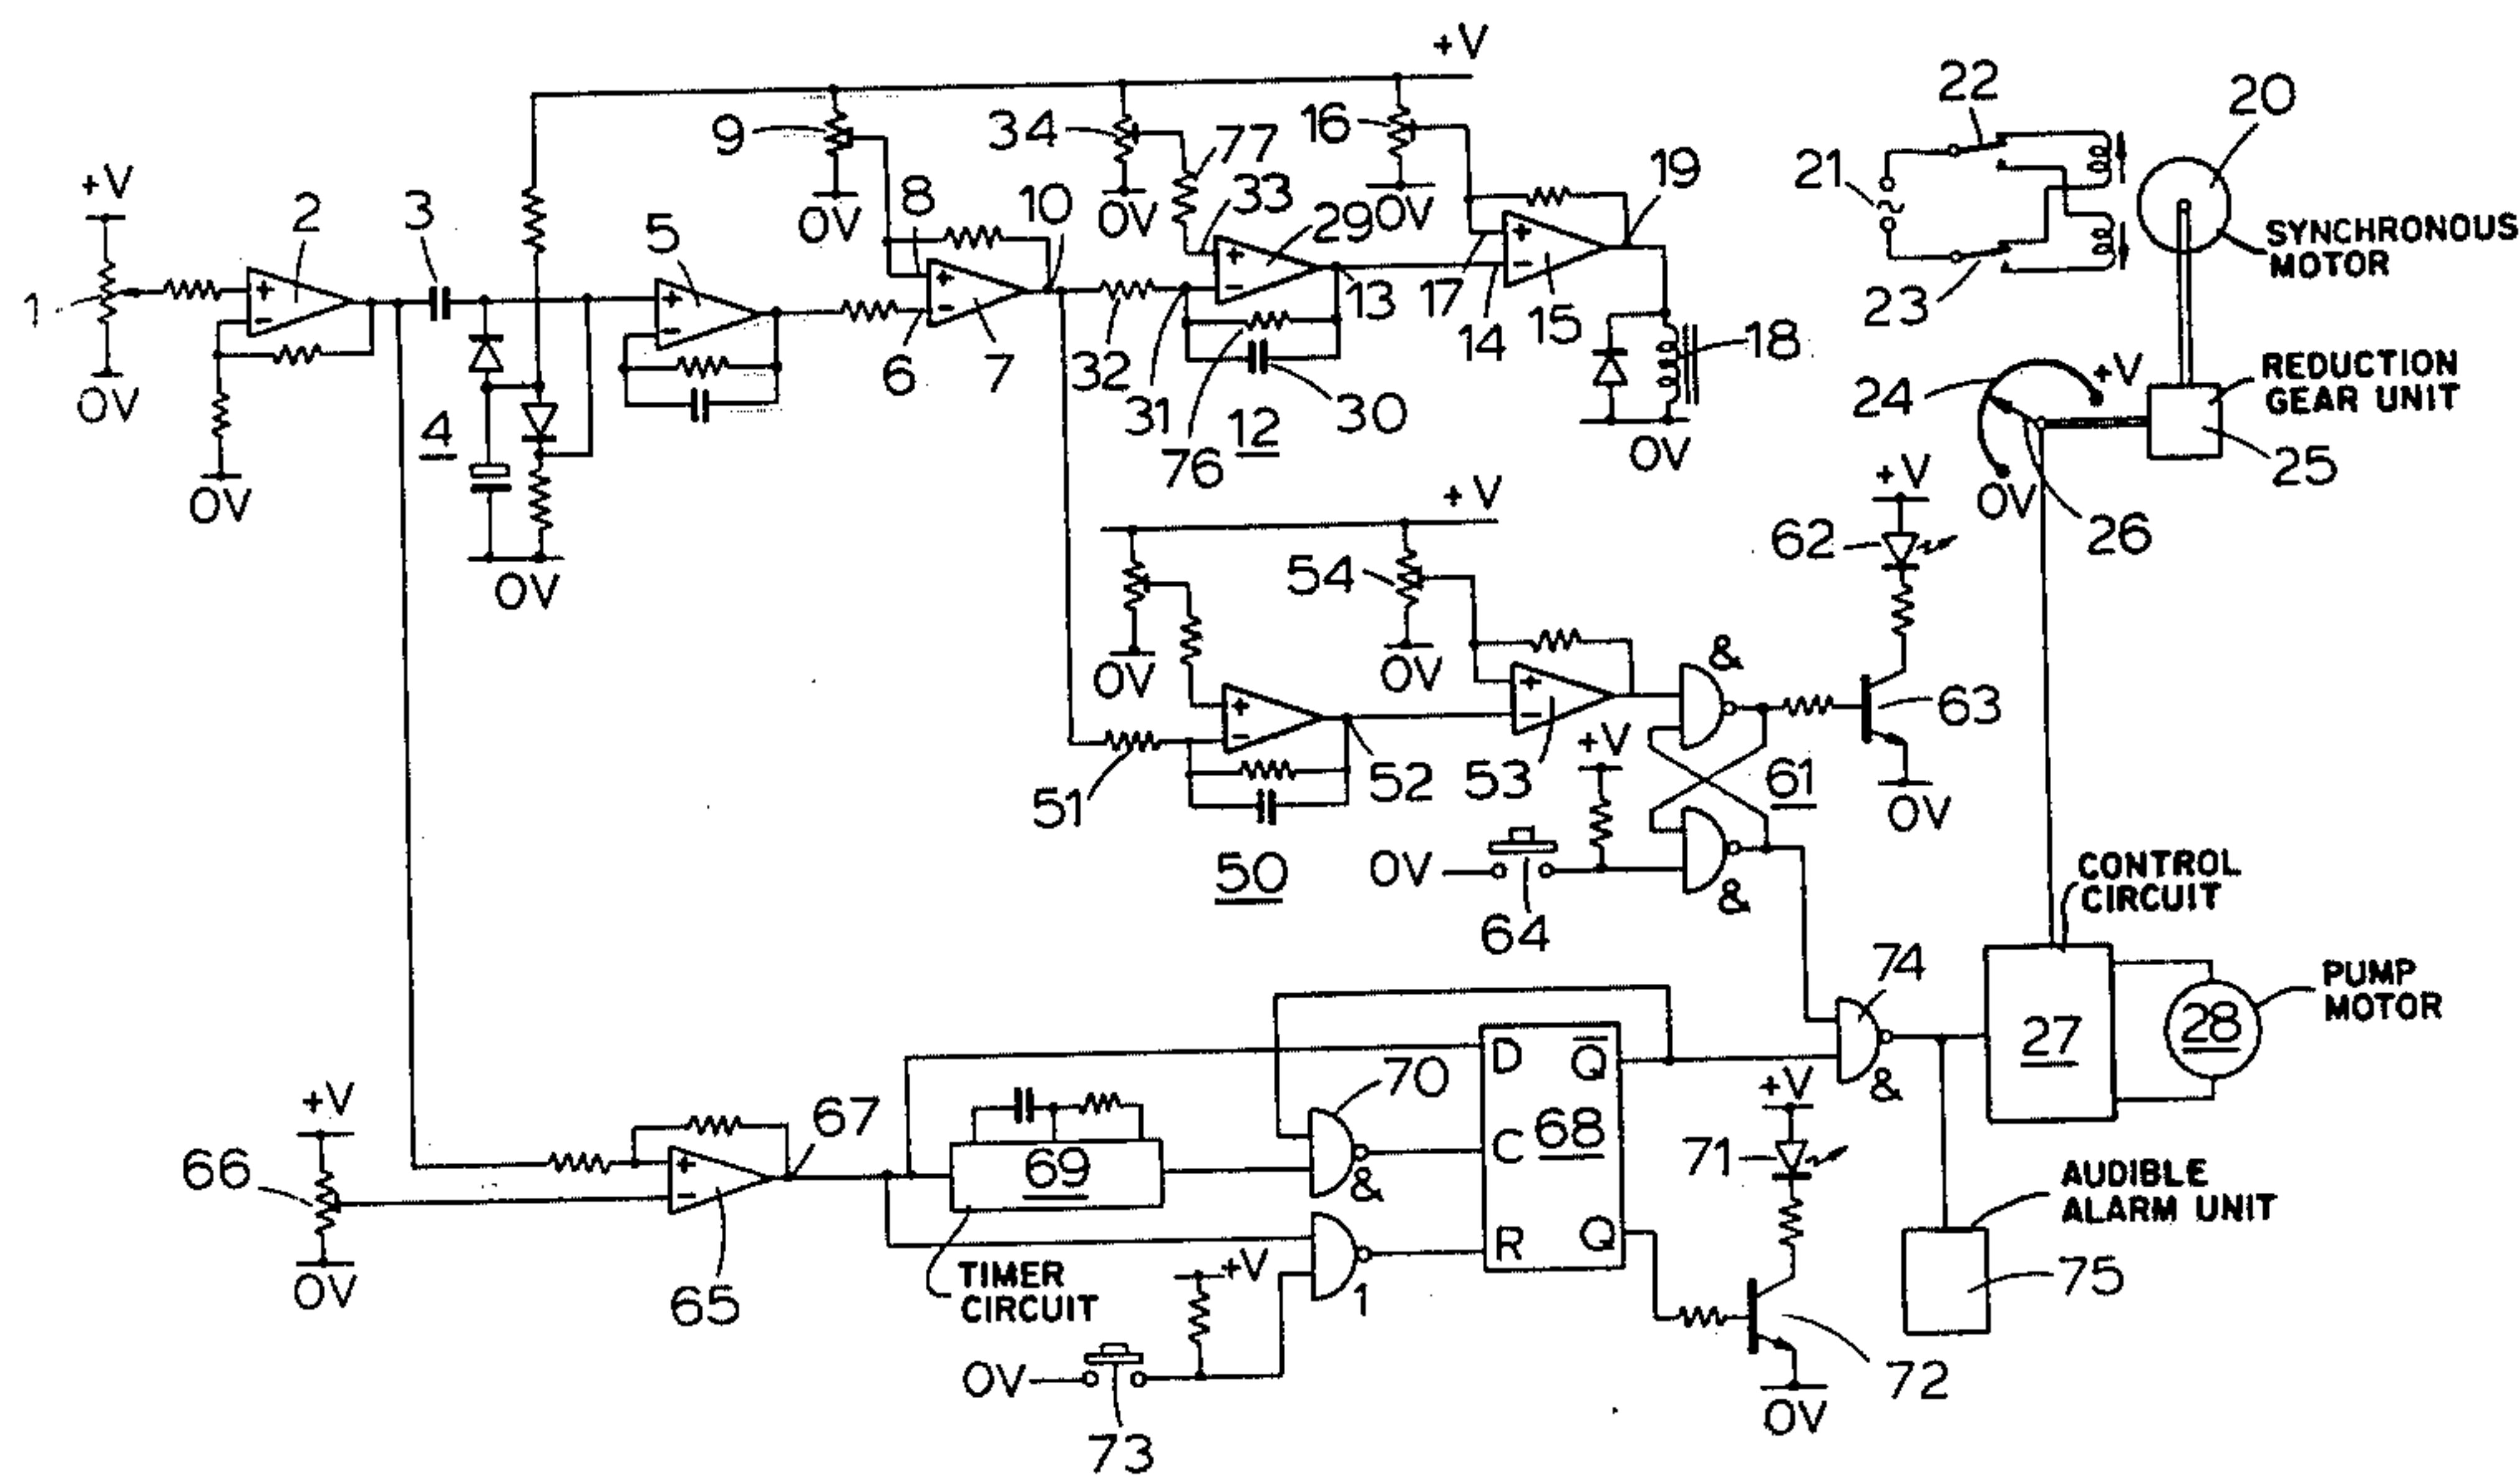 +V
22
20
9
34
77
16
19
21
+V
2
3
5
8
10
33
29
0V
0V
0V
SYNCHRONOUS
MOTOR
1
0V
6
7
32
31
13
17
14
15
18
23
24
+V
REDUCTION
GEAR UNIT
4
76
12
30
0V
25
0V
0V
+V
+V
0V
26
62
54
0V
0V
&
63
+V
51
52
53
61
0V
50
0V
64
&
CONTROL
CIRCUIT
74
27
28
PUMP
MOTOR
+V
67
70
D
Q̅
&
+V
66
69
C
68
71
&
R
Q
AUDIBLE
ALARM UNIT
0V
65
TIMER
CIRCUIT
+V
1
75
0V
73
72
0V
+
-
+
-
+
-
+
-
+
-
+
-
+
-
+
-